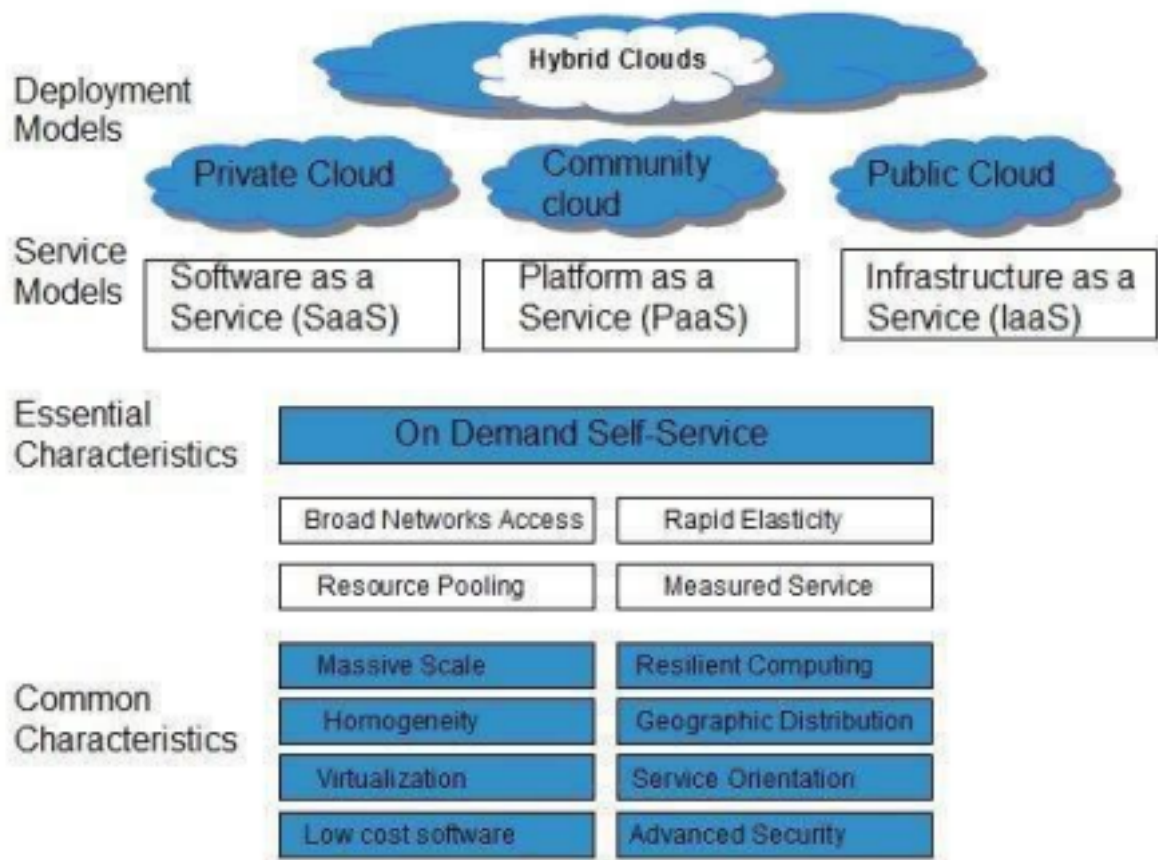 Hybrid Clouds
Deployment
Models
Private Cloud
Community
cloud
Public Cloud
Service
Models
Software as a
Service (SaaS)
Platform as a
Service (PaaS)
Infrastructure as a
Service (IaaS)
Essential
Characteristics
On Demand Self-Service
Broad Networks Access
Rapid Elasticity
Resource Pooling
Measured Service
Common
Characteristics
Massive Scale
Resilient Computing
Homogeneity
Geographic Distribution
Virtualization
Service Orientation
Low cost software
Advanced Security